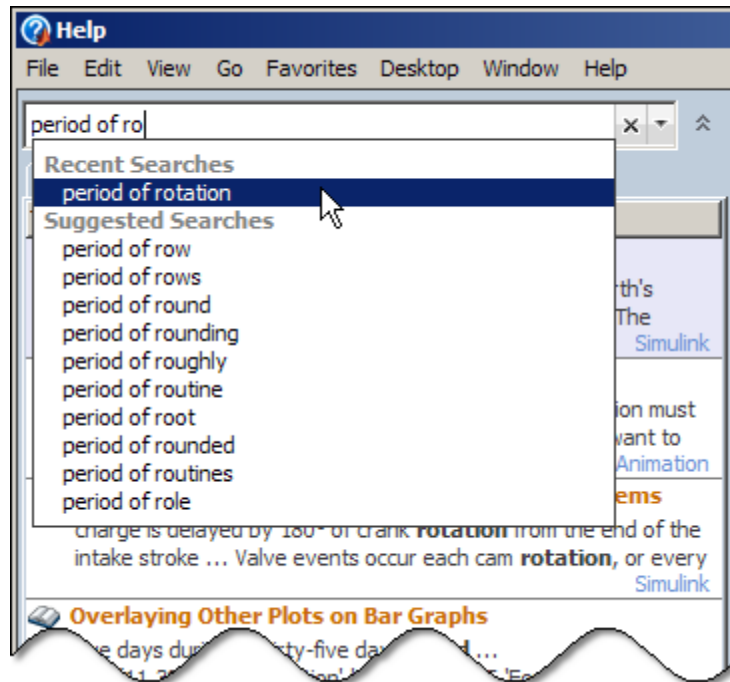 Help
File Edit View Go Favorites Desktop Window Help
period of ro
Recent Searches
period of rotation
Suggested Searches
period of row
period of rows
period of round
period of rounding
period of roughly
period of routine
period of root
period of rounded
period of routines
period of role
th's
The
Simulink
ion must
want to
Animation
ems
charge is delayed by 180° of crank rotation from the end of the
intake stroke ... Valve events occur each cam rotation, or every
Simulink
Overlaying Other Plots on Bar Graphs
days